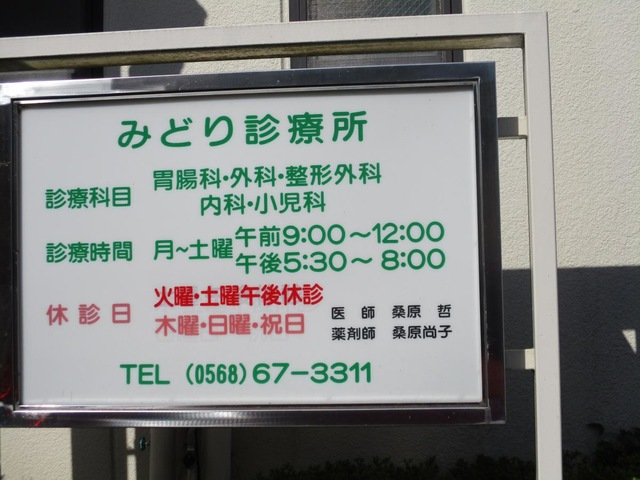 みどり診療所
診療科目 胃腸科・外科・整形外科
内科・小児科
診療時間 月~土曜 午前9:00~12:00
午後5:30~8:00
休診日 火曜・土曜午後休診
木曜・日曜・祝日
医師 桑原 哲
薬剤師 桑原尚子
TEL (0568)67-3311